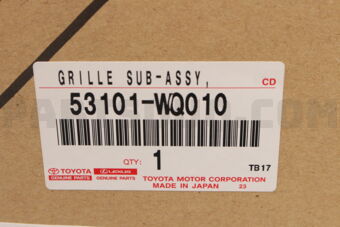 GRILLE SUB-ASSY,
CD
53101-WQ010
QTY:
1
TB17
TOYOTA
GENUINE PARTS
LEXUS
GENUINE PARTS
TOYOTA MOTOR CORPORATION
MADE IN JAPAN 23